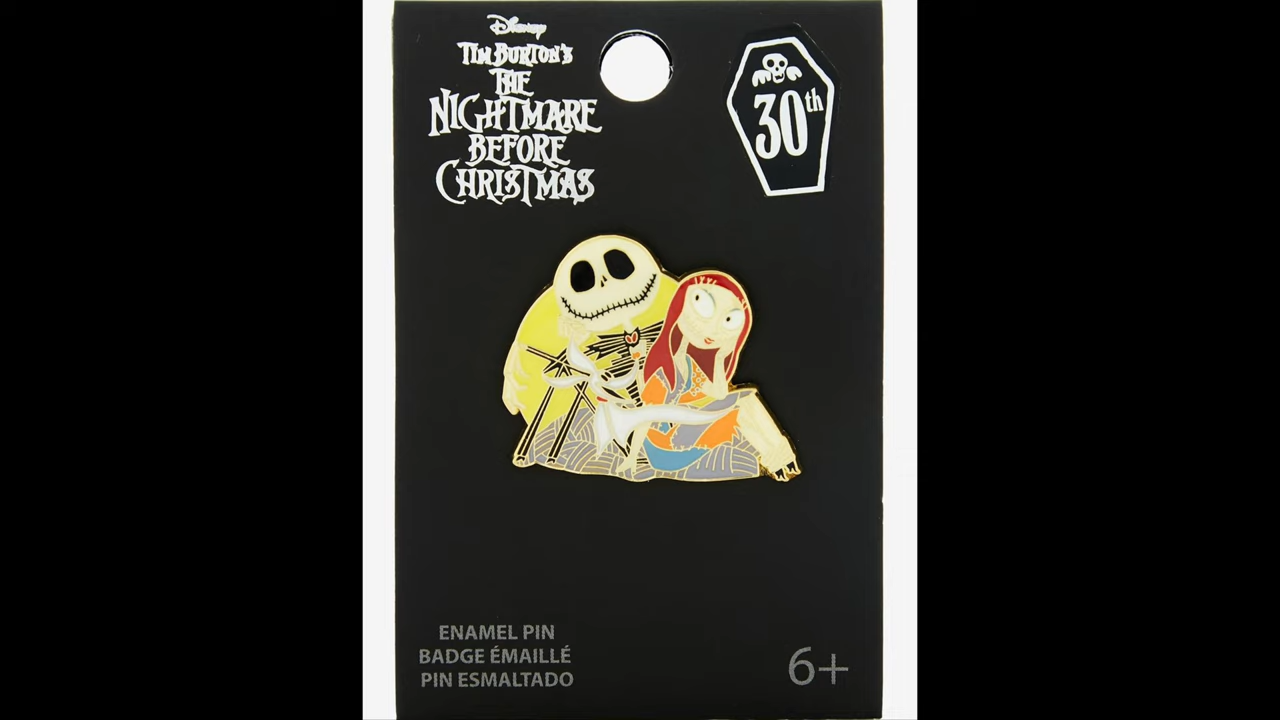 Disney
TIM BURTON'S
THE
NIGHTMARE
BEFORE
CHRISTMAS
30th
ENAMEL PIN
BADGE ÉMAILLÉ
PIN ESMALTADO
6+